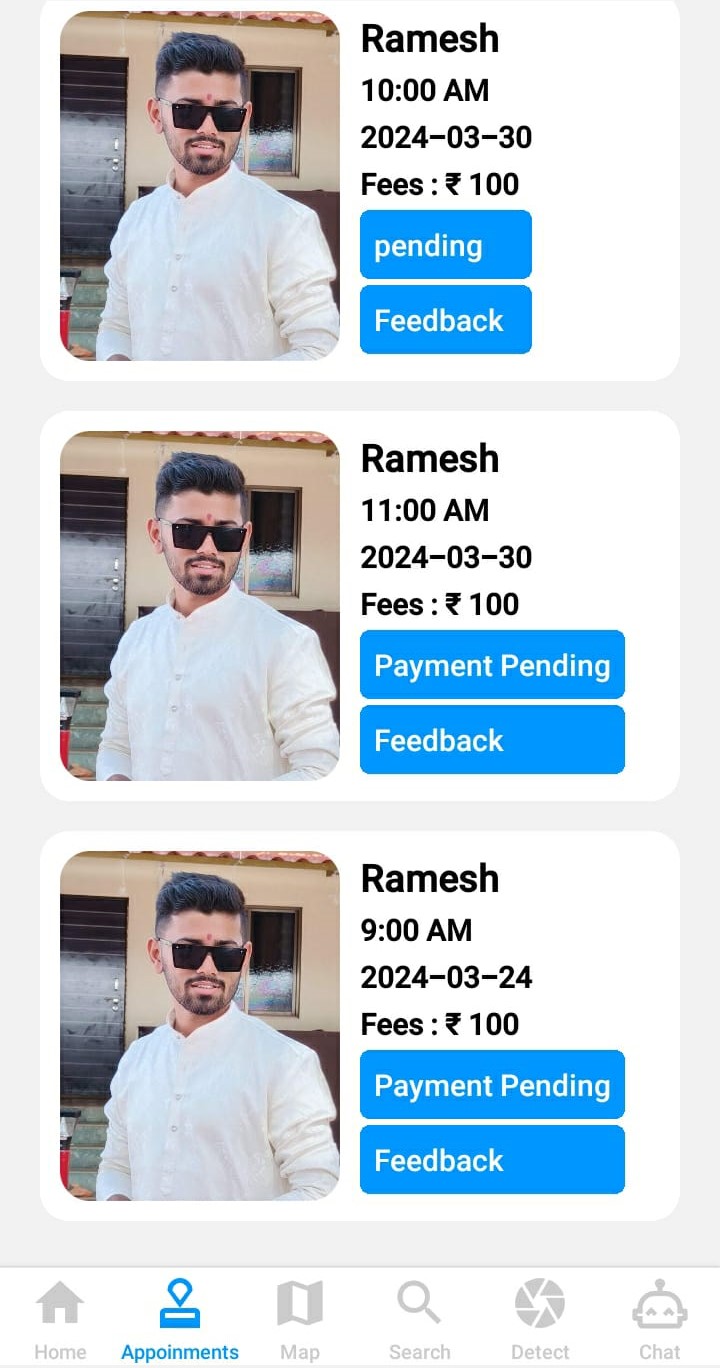 Ramesh
10:00 AM
2024-03-30
Fees : ₹ 100
pending
Feedback
Ramesh
11:00 AM
2024-03-30
Fees : ₹ 100
Payment Pending
Feedback
Ramesh
9:00 AM
2024-03-24
Fees : ₹ 100
Payment Pending
Feedback
Home Appoinments Map Search Detect Chat